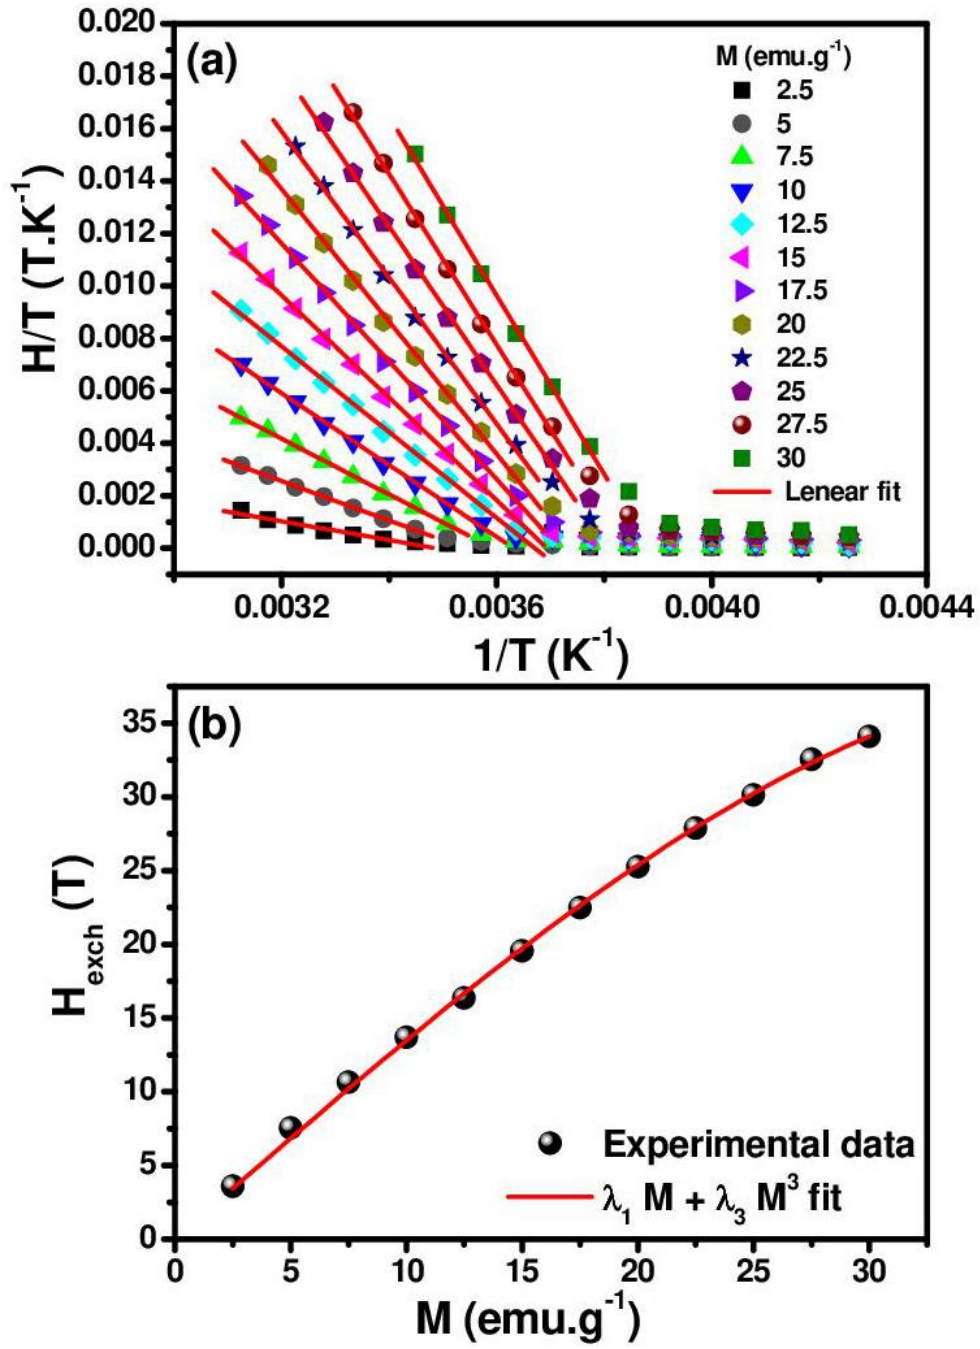 (a)
M (emu.g⁻¹)
2.5
5
7.5
10
12.5
15
17.5
20
22.5
25
27.5
30
Lenear fit
0.020
0.018
0.016
0.014
0.012
0.010
0.008
0.006
0.004
0.002
0.000
H/T (T.K⁻¹)
0.0032 0.0036 0.0040 0.0044
1/T (K⁻¹)
(b)
35
30
25
20
15
10
5
0
H_exch (T)
Experimental data
λ₁ M + λ₃ M³ fit
0 5 10 15 20 25 30
M (emu.g⁻¹)